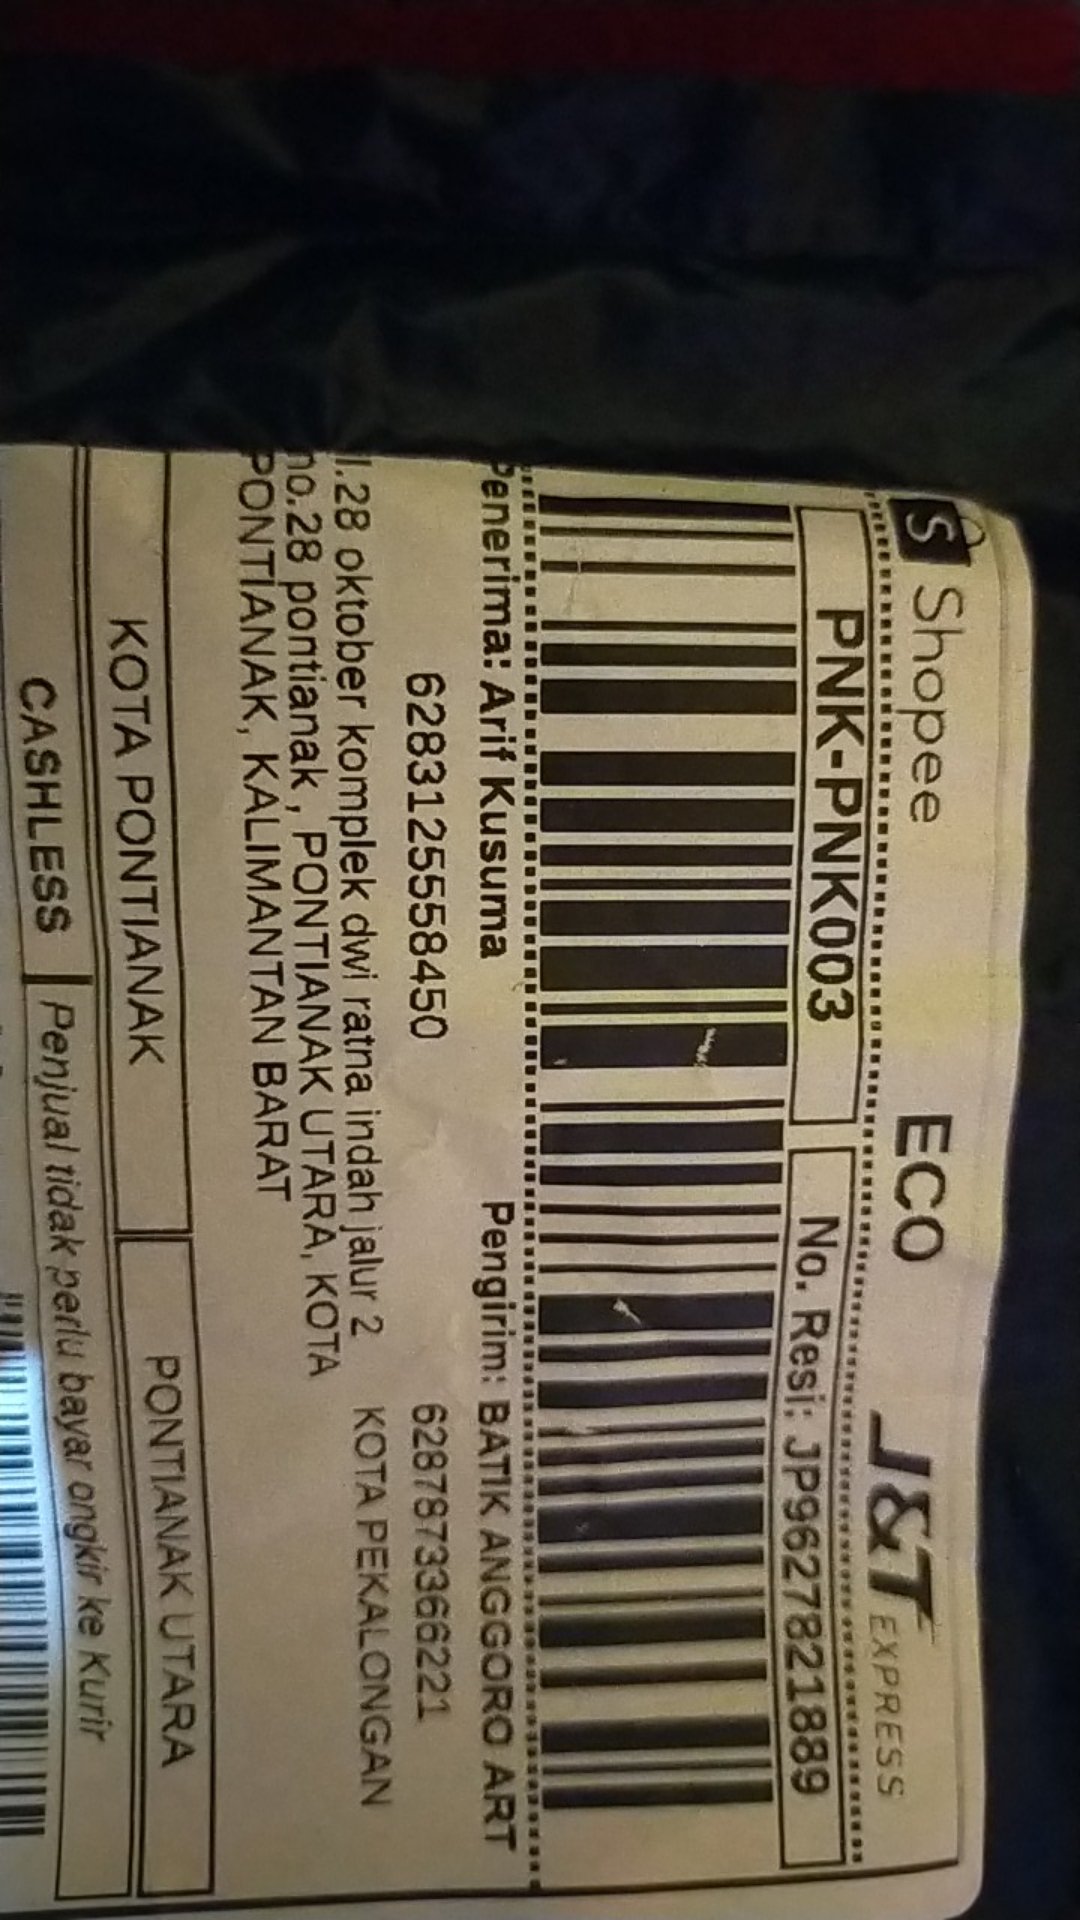 Shopee ECO J&T EXPRESS
PNK-PNK003 No. Resi: JP9627821889
Penerima: Arif Kusuma Pengirim: BATIK ANGGORO ART
6283125558450 6287873366221
l.28 oktober komplek dwi ratna indah jalur 2 KOTA PEKALONGAN
no.28 pontianak , PONTIANAK UTARA, KOTA
PONTIANAK, KALIMANTAN BARAT
KOTA PONTIANAK PONTIANAK UTARA
CASHLESS Penjual tidak perlu bayar ongkir ke Kurir